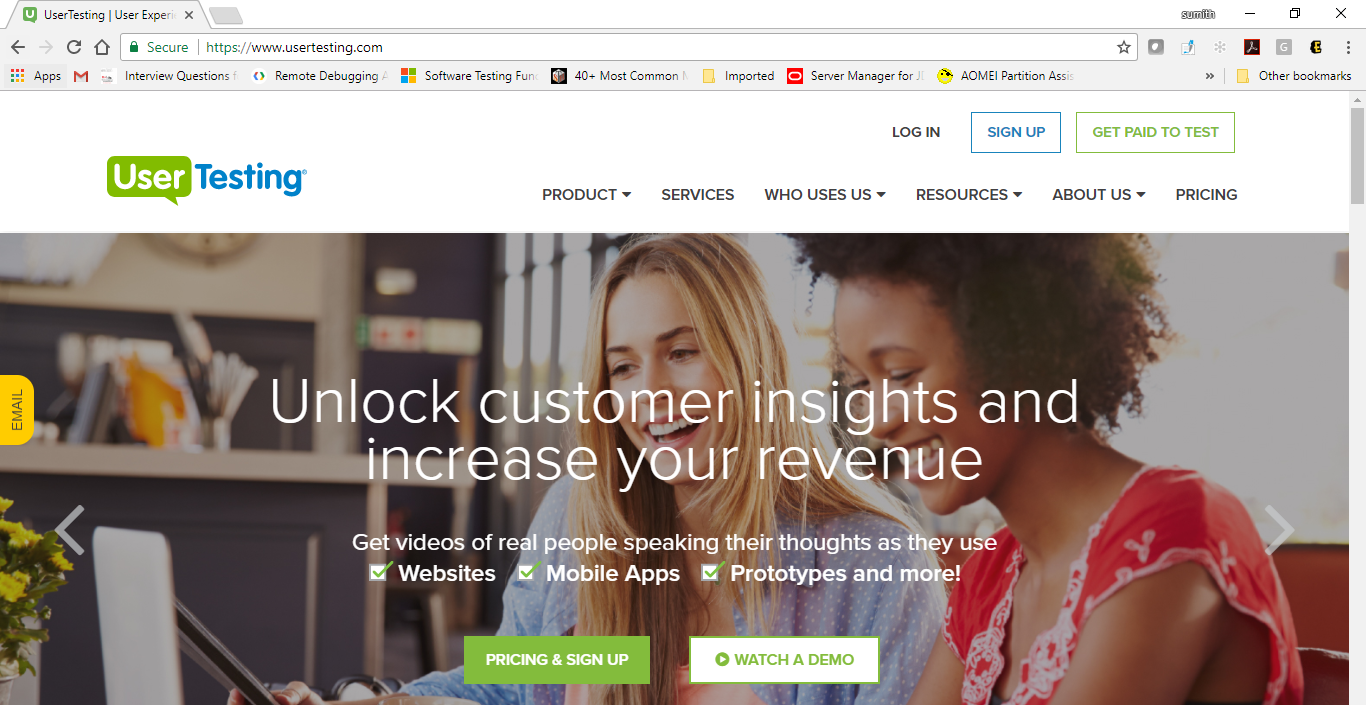 UserTesting | User Experi
sumith
Secure
https://www.usertesting.com
Apps
Interview Questions f
Remote Debugging A
Software Testing Func
40+ Most Common M
Imported
Server Manager for JD
AOMEI Partition Assis
»
Other bookmarks
LOG IN
SIGN UP
GET PAID TO TEST
User Testing®
PRODUCT
SERVICES
WHO USES US
RESOURCES
ABOUT US
PRICING
EMAIL
Unlock customer insights and
increase your revenue
Get videos of real people speaking their thoughts as they use
Websites Mobile Apps Prototypes and more!
PRICING & SIGN UP
WATCH A DEMO